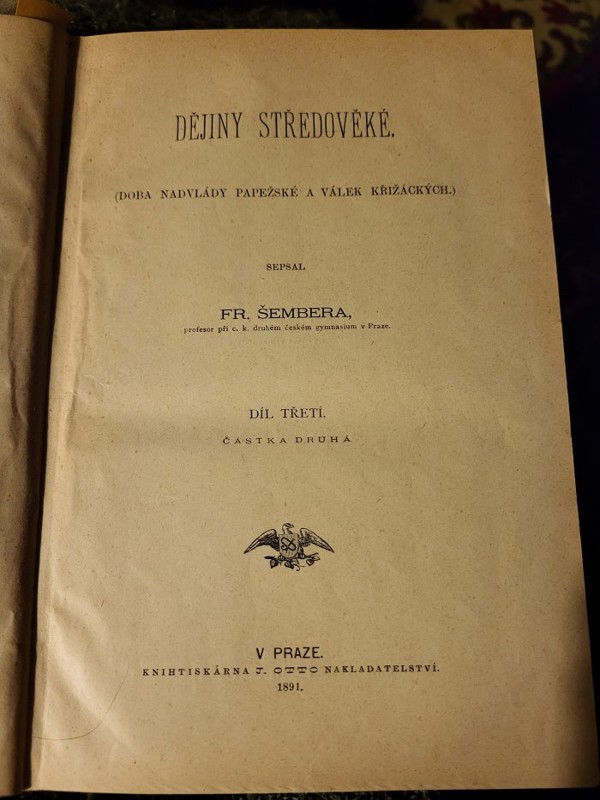 DĚJINY STŘEDOVĚKÉ.
(DOBA NADVLÁDY PAPEŽSKÉ A VÁLEK KŘIŽÁCKÝCH.)
SEPSAL
FR. ŠEMBERA,
profesor při c. k. druhém českém gymnasium v Praze.
DÍL TŘETÍ.
ČÁSTKA DRUHÁ
V PRAZE.
KNIHTISKÁRNA J. OTTO NAKLADATELSTVÍ.
1891.